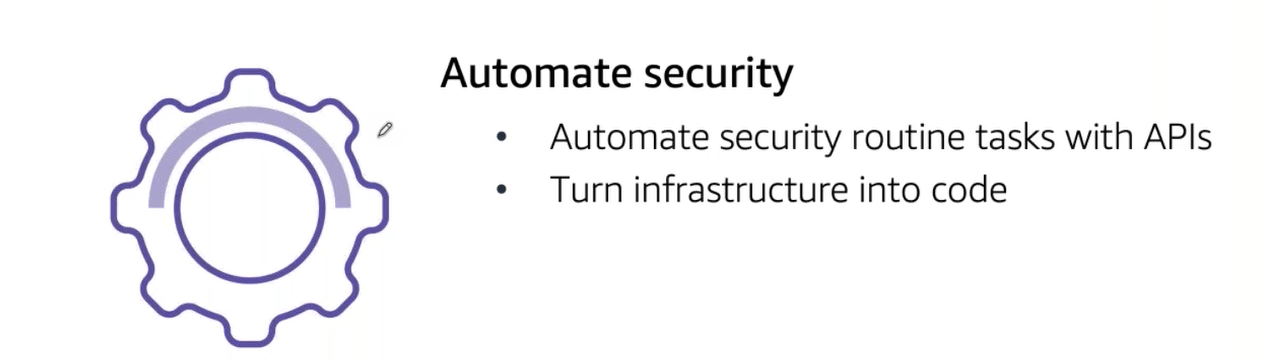 Automate security
• Automate security routine tasks with APIs
• Turn infrastructure into code